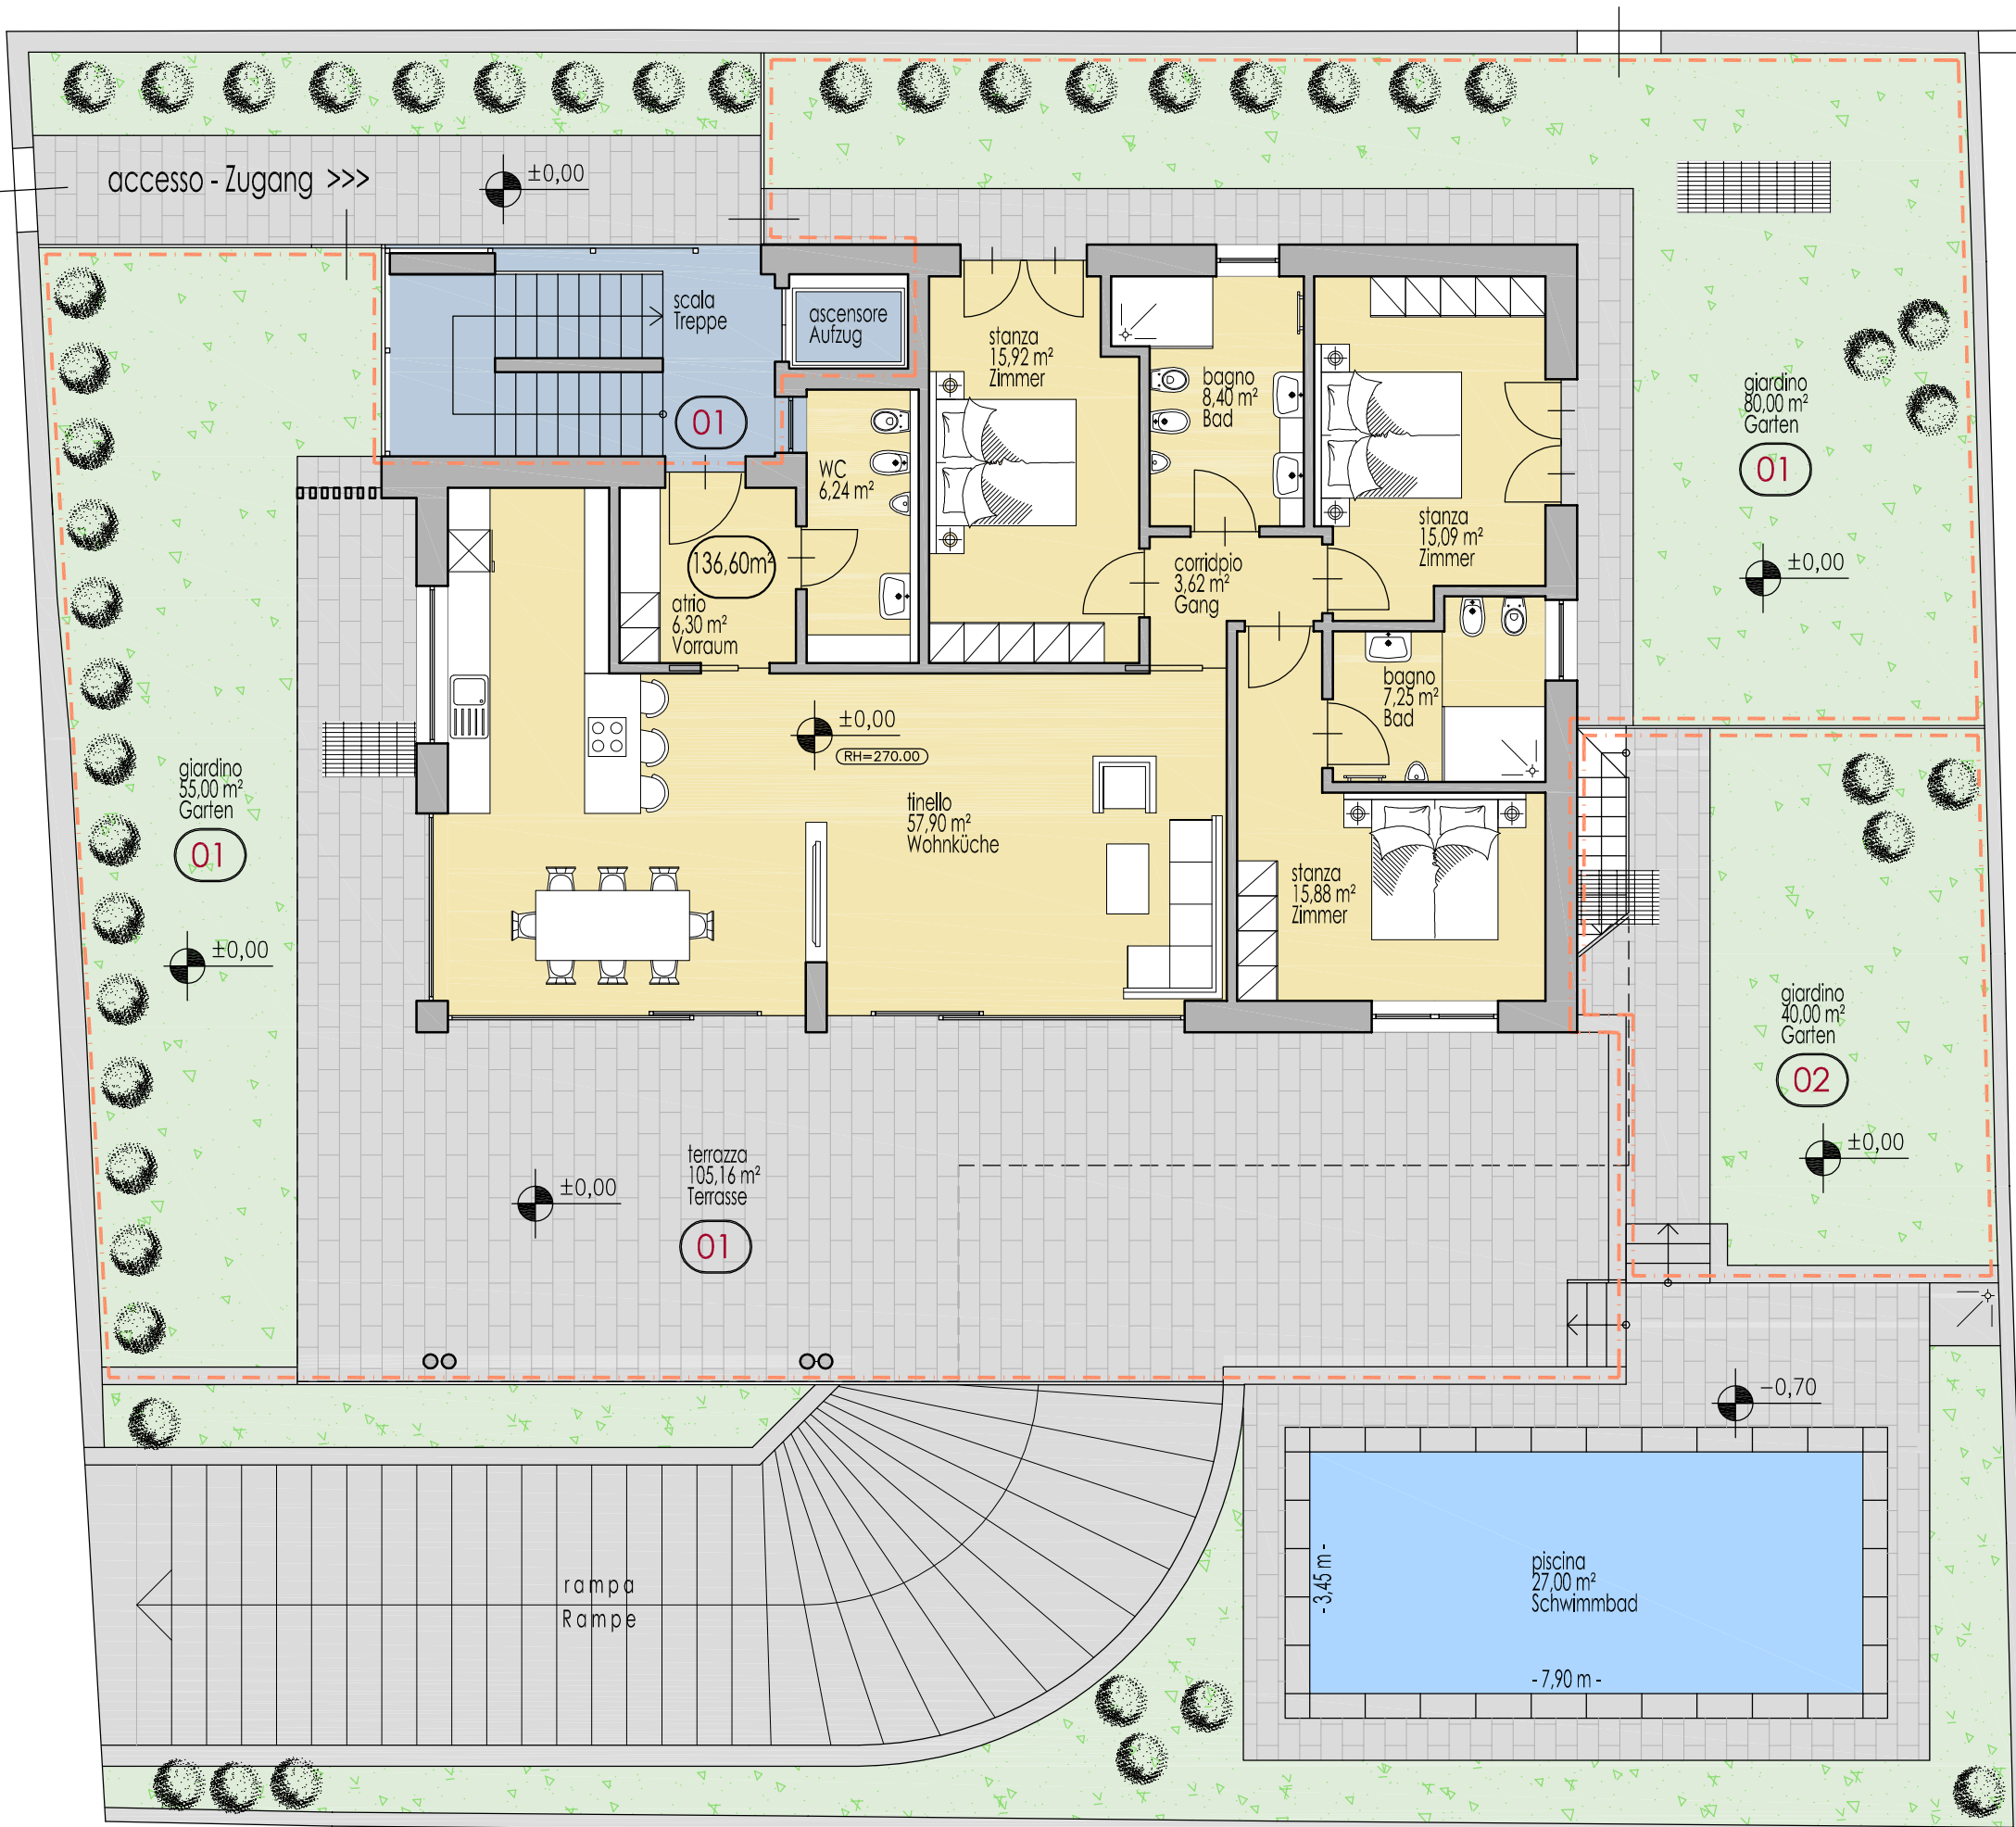 accesso - Zugang >>>
±0,00
scala
Treppe
ascensore
Aufzug
01
stanza
15,92 m²
Zimmer
bagno
8,40 m²
Bad
stanza
15,09 m²
Zimmer
giardino
80,00 m²
Garten
01
±0,00
WC
6,24 m²
136,60m²
atrio
6,30 m²
Vorraum
corridpio
3,62 m²
Gang
bagno
7,25 m²
Bad
±0,00
RH=270.00
tinello
57,90 m²
Wohnküche
stanza
15,88 m²
Zimmer
giardino
55,00 m²
Garten
01
±0,00
giardino
40,00 m²
Garten
02
±0,00
terrazza
105,16 m²
Terrasse
01
±0,00
-0,70
rampa
Rampe
piscina
27,00 m²
Schwimmbad
- 3,45 m -
- 7,90 m -